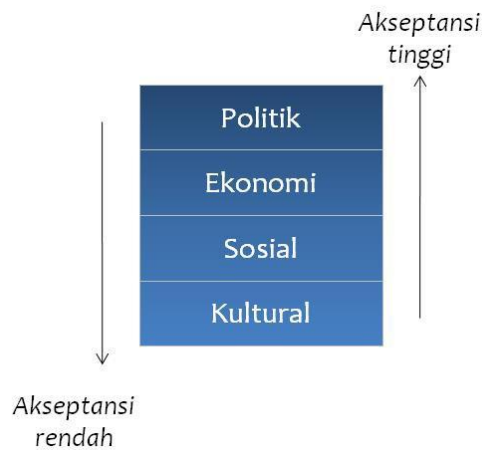 Akseptansi
tinggi
Politik
Ekonomi
Sosial
Kultural
Akseptansi
rendah